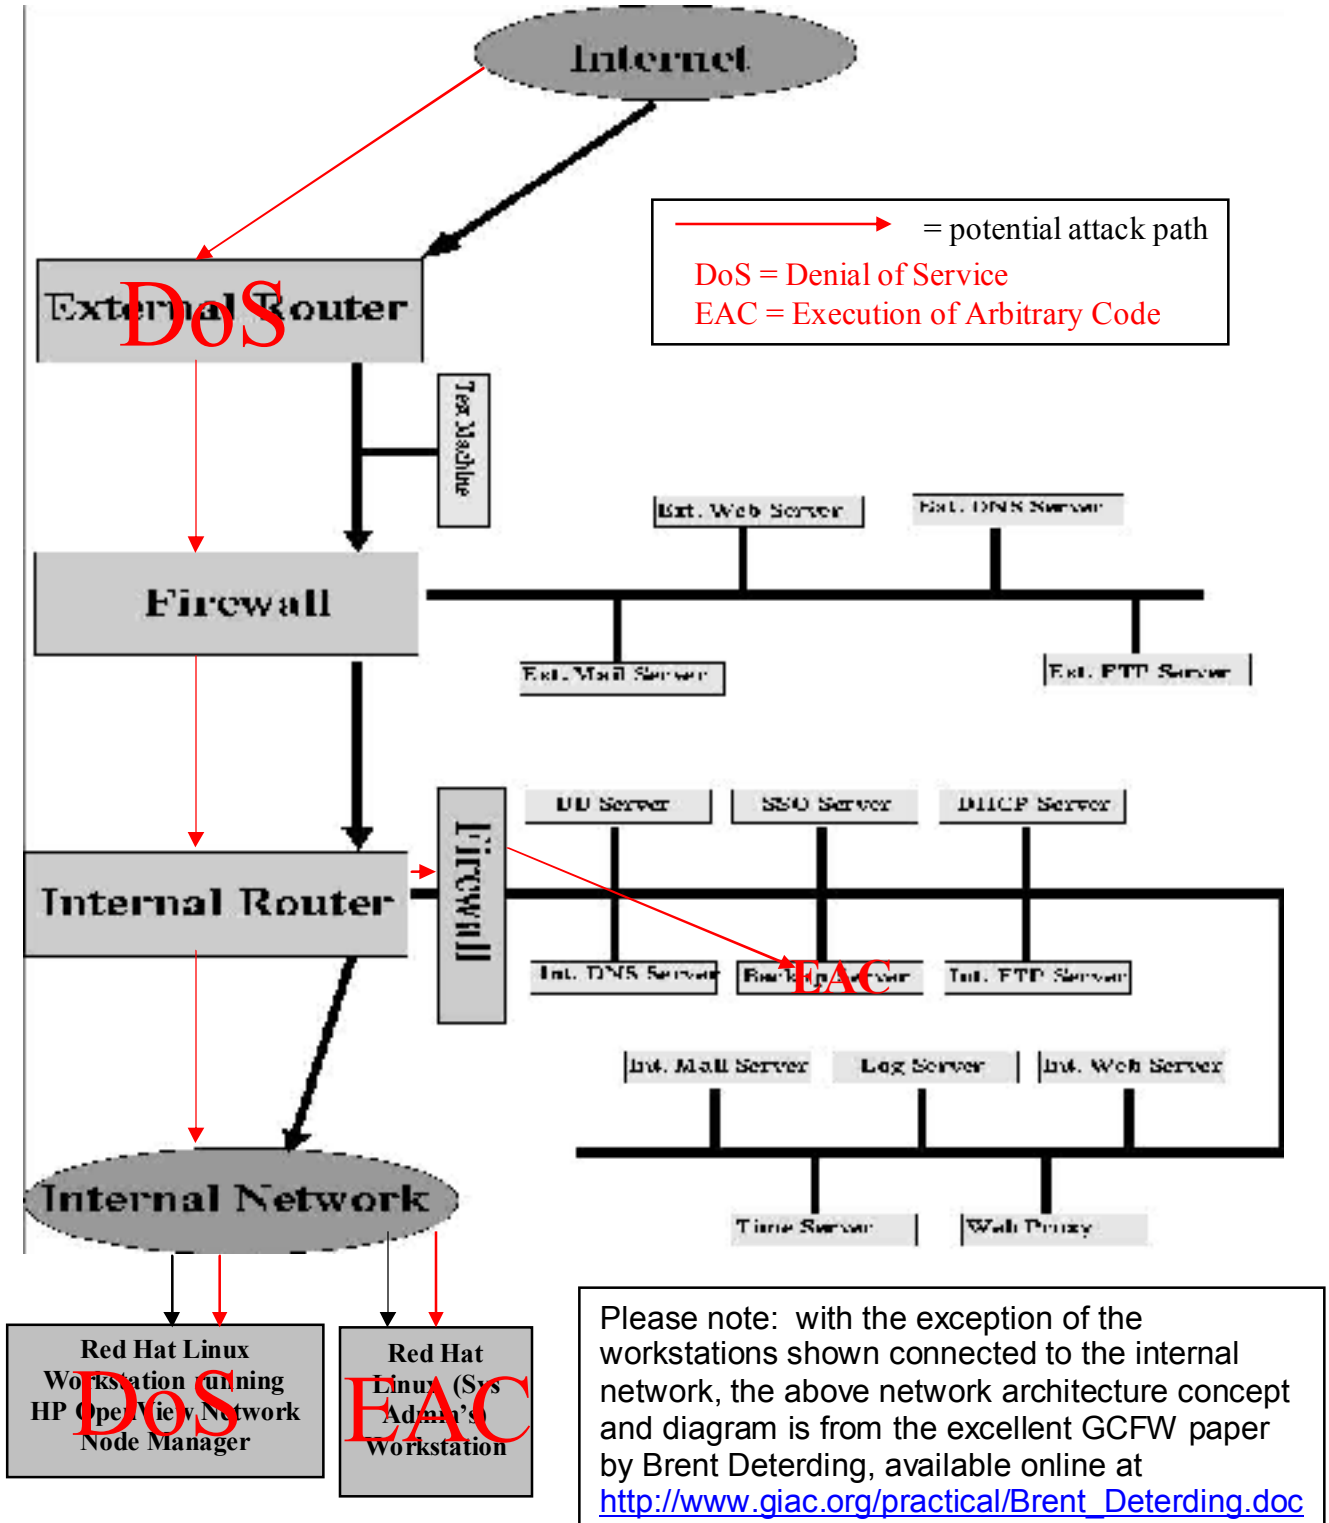 Internet
= potential attack path
DoS = Denial of Service
EAC = Execution of Arbitrary Code
External Router
DoS
Test Machine
Ext. Web Server
Ext. DNS Server
Firewall
Ext. Mail Server
Ext. FTP Server
Firewall
SSO Server
DHCP Server
Internal Router
Int. DNS Server
Backup Server
EAC
Int. FTP Server
Int. Mail Server
Log Server
Int. Web Server
Internal Network
Time Server
Web Proxy
Red Hat Linux
Workstation running
HP OpenView Network
Node Manager
DoS
Red Hat
Linux (Sys
Admin's)
Workstation
EAC
Please note: with the exception of the
workstations shown connected to the internal
network, the above network architecture concept
and diagram is from the excellent GCFW paper
by Brent Deterding, available online at
http://www.giac.org/practical/Brent_Deterding.doc